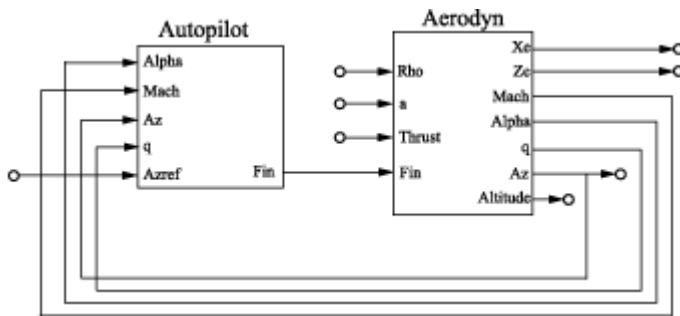 Autopilot
Alpha
Mach
Az
q
Azref
Fin
Aerodyn
Rho
a
Thrust
Fin
Xe
Ze
Mach
Alpha
q
Az
Altitude